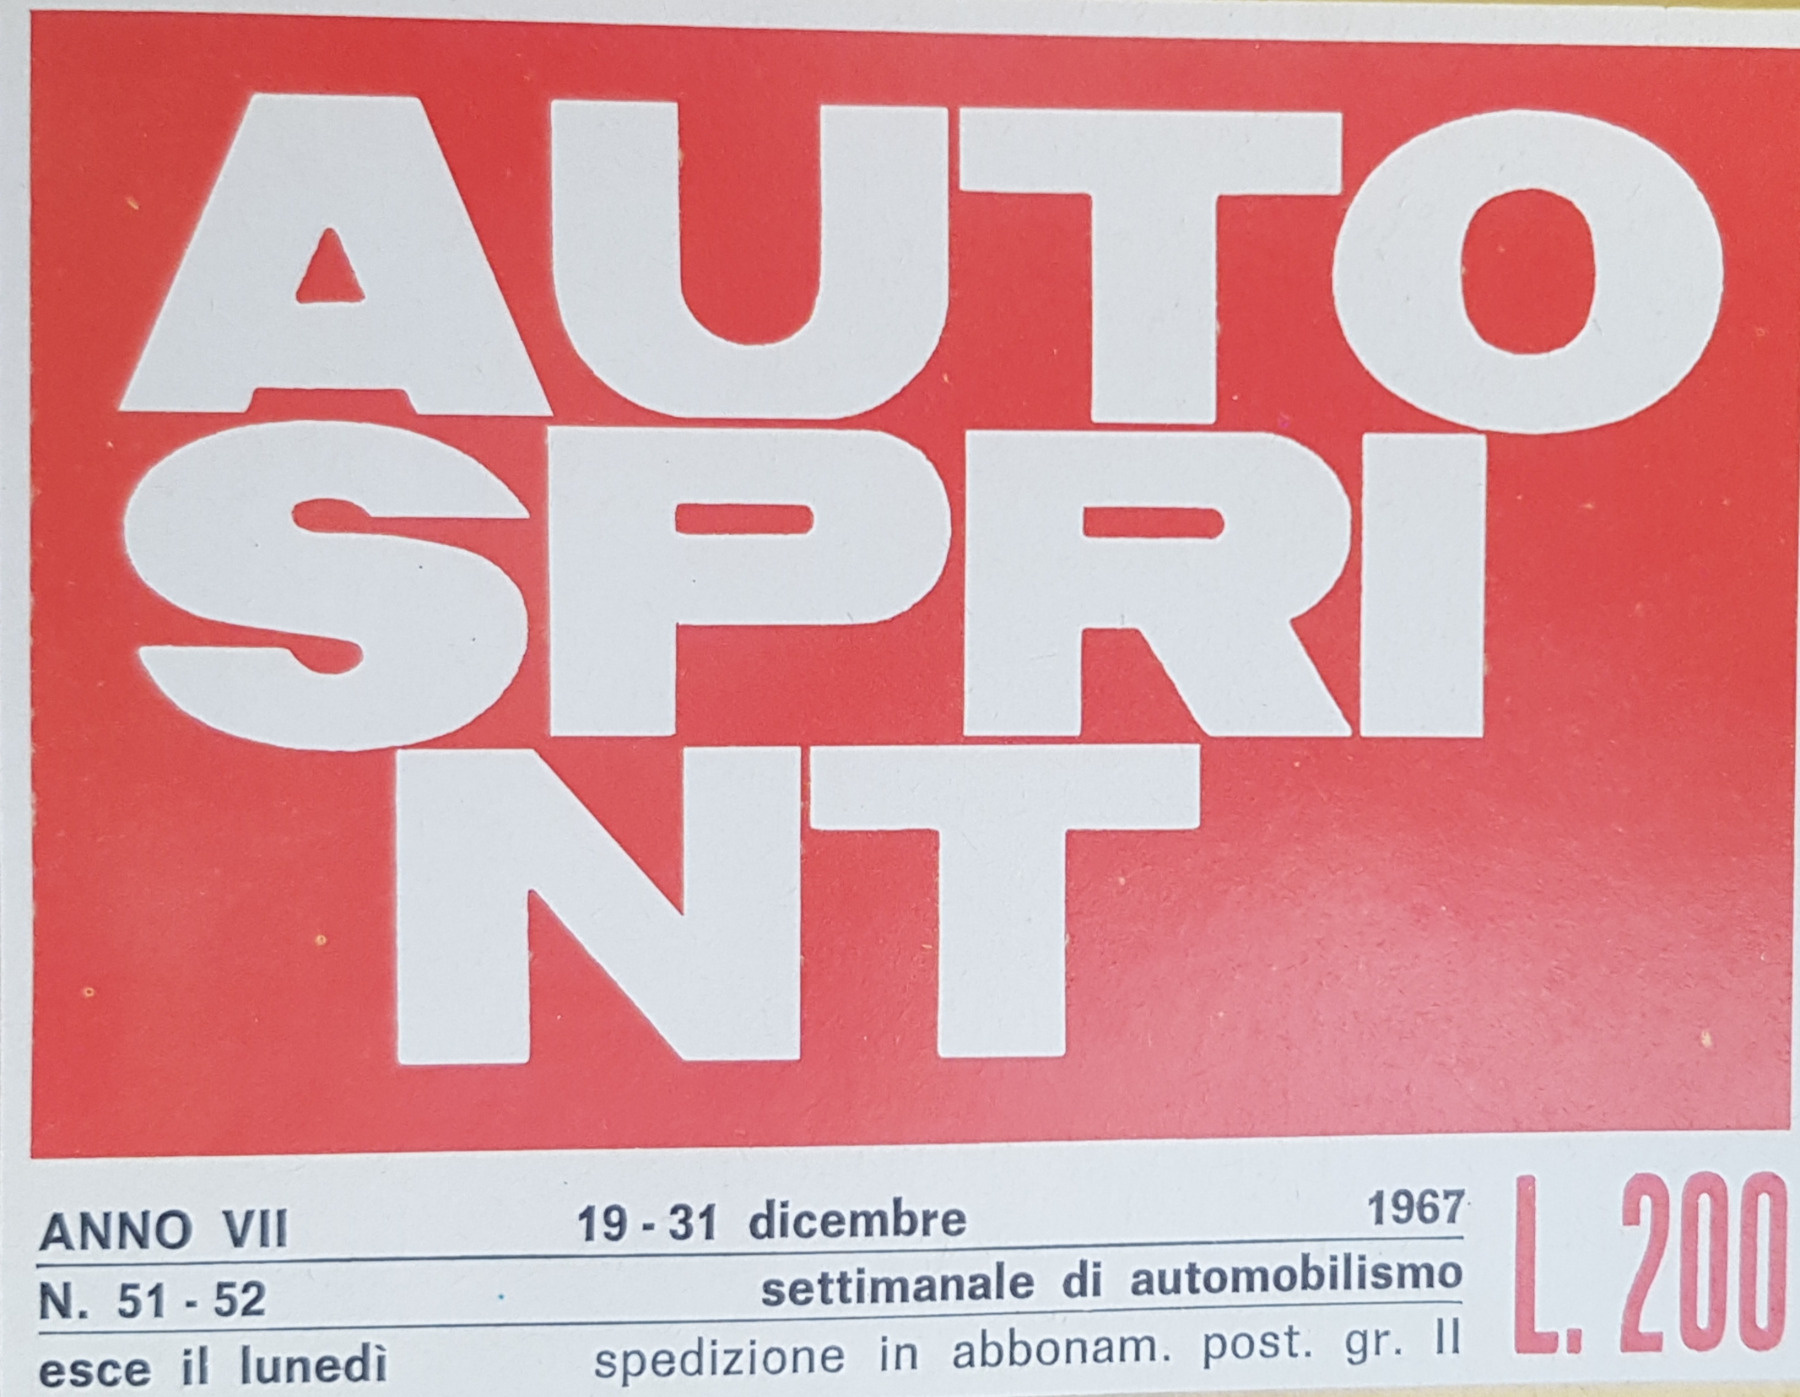 AUTO
SPRI
NT
ANNO VII 19 - 31 dicembre 1967
N. 51 - 52 settimanale di automobilismo
esce il lunedì spedizione in abbonam. post. gr. II
L. 200